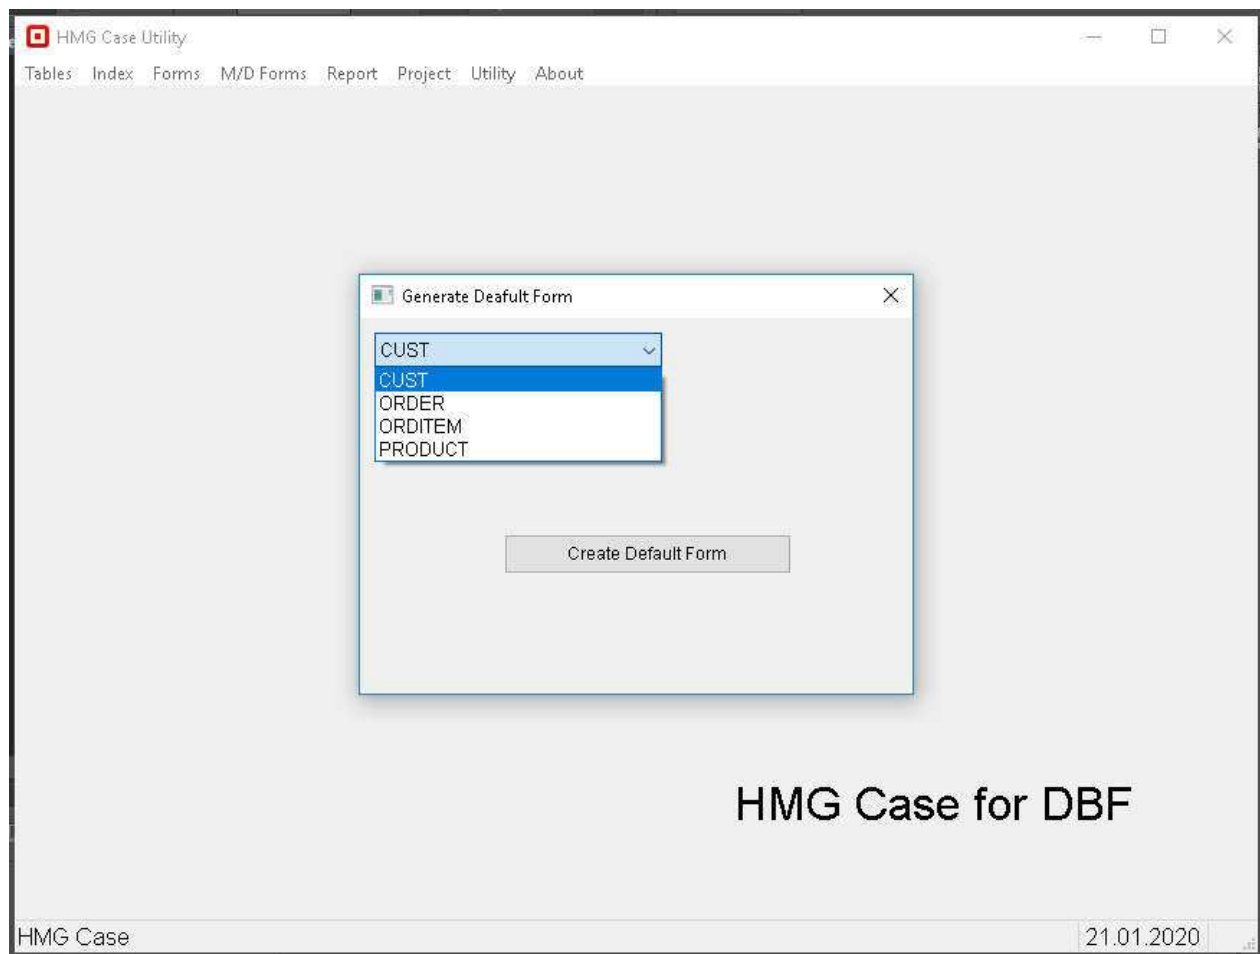 HMG Case Utility
Tables Index Forms M/D Forms Report Project Utility About
Generate Deafult Form
CUST
CUST
ORDER
ORDITEM
PRODUCT
Create Default Form
HMG Case for DBF
HMG Case 21.01.2020